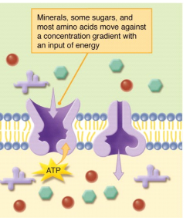 Minerals, some sugars, and
most amino acids move against
a concentration gradient with
an input of energy
ATP